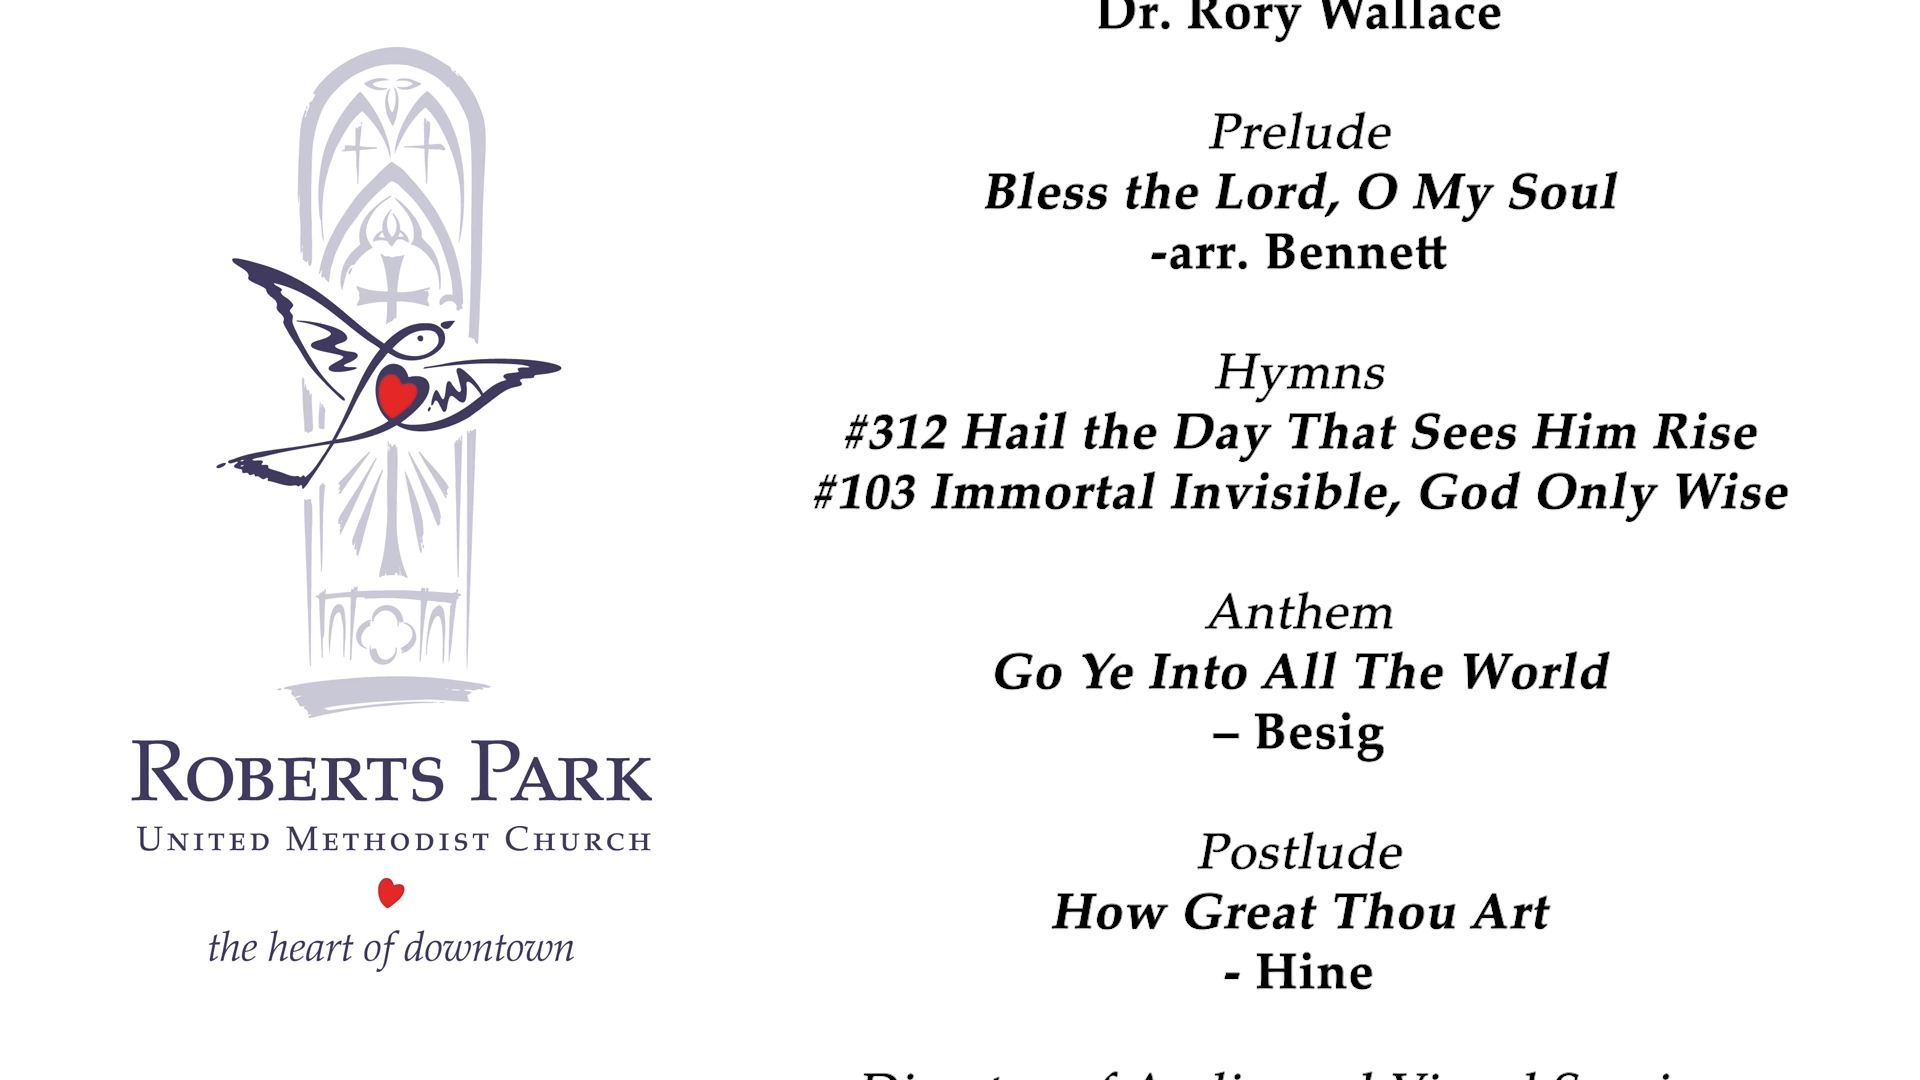 Dr. Rory Wallace
Prelude
Bless the Lord, O My Soul
-arr. Bennett
Hymns
#312 Hail the Day That Sees Him Rise
#103 Immortal Invisible, God Only Wise
Anthem
Go Ye Into All The World
– Besig
Postlude
How Great Thou Art
- Hine
ROBERTS PARK
UNITED METHODIST CHURCH
the heart of downtown